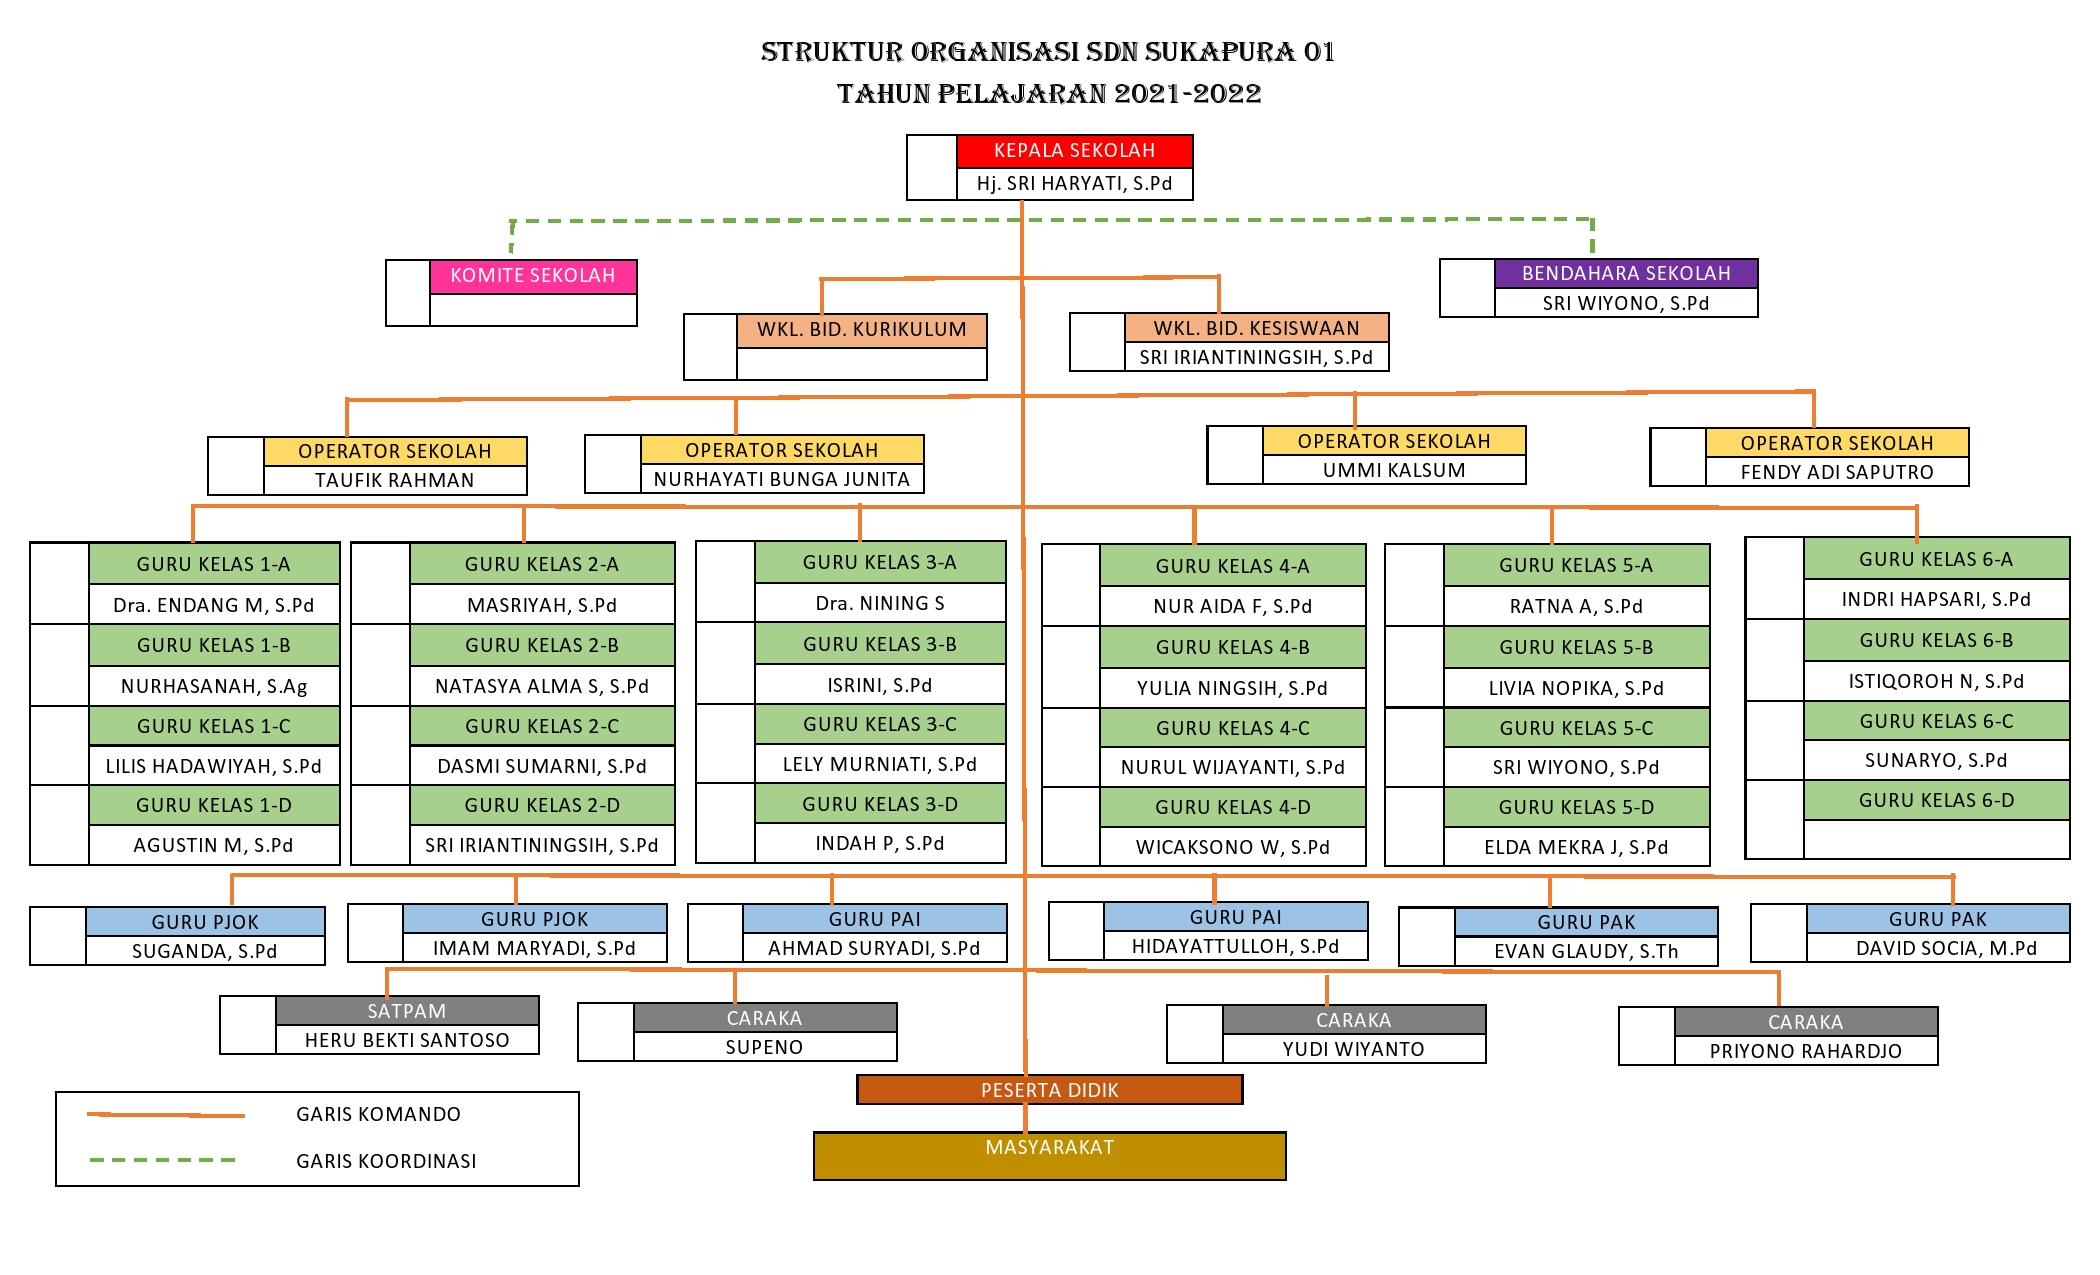 STRUKTUR ORGANISASI SDN SUKAPURA 01
TAHUN PELAJARAN 2021-2022
KEPALA SEKOLAH
Hj. SRI HARYATI, S.Pd
KOMITE SEKOLAH
BENDAHARA SEKOLAH
SRI WIYONO, S.Pd
WKL. BID. KURIKULUM
WKL. BID. KESISWAAN
SRI IRIANTININGSIH, S.Pd
OPERATOR SEKOLAH
TAUFIK RAHMAN
OPERATOR SEKOLAH
NURHAYATI BUNGA JUNITA
OPERATOR SEKOLAH
UMMI KALSUM
OPERATOR SEKOLAH
FENDY ADI SAPUTRO
GURU KELAS 1-A
Dra. ENDANG M, S.Pd
GURU KELAS 1-B
NURHASANAH, S.Ag
GURU KELAS 1-C
LILIS HADAWIYAH, S.Pd
GURU KELAS 1-D
AGUSTIN M, S.Pd
GURU KELAS 2-A
MASRIYAH, S.Pd
GURU KELAS 2-B
NATASYA ALMA S, S.Pd
GURU KELAS 2-C
DASMI SUMARNI, S.Pd
GURU KELAS 2-D
SRI IRIANTININGSIH, S.Pd
GURU KELAS 3-A
Dra. NINING S
GURU KELAS 3-B
ISRINI, S.Pd
GURU KELAS 3-C
LELY MURNIATI, S.Pd
GURU KELAS 3-D
INDAH P, S.Pd
GURU KELAS 4-A
NUR AIDA F, S.Pd
GURU KELAS 4-B
YULIA NINGSIH, S.Pd
GURU KELAS 4-C
NURUL WIJAYANTI, S.Pd
GURU KELAS 4-D
WICAKSONO W, S.Pd
GURU KELAS 5-A
RATNA A, S.Pd
GURU KELAS 5-B
LIVIA NOPIKA, S.Pd
GURU KELAS 5-C
SRI WIYONO, S.Pd
GURU KELAS 5-D
ELDA MEKRA J, S.Pd
GURU KELAS 6-A
INDRI HAPSARI, S.Pd
GURU KELAS 6-B
ISTIQOROH N, S.Pd
GURU KELAS 6-C
SUNARYO, S.Pd
GURU KELAS 6-D
GURU PJOK
SUGANDA, S.Pd
GURU PJOK
IMAM MARYADI, S.Pd
GURU PAI
AHMAD SURYADI, S.Pd
GURU PAI
HIDAYATTULLOH, S.Pd
GURU PAK
EVAN GLAUDY, S.Th
GURU PAK
DAVID SOCIA, M.Pd
SATPAM
HERU BEKTI SANTOSO
CARAKA
SUPENO
CARAKA
YUDI WIYANTO
CARAKA
PRIYONO RAHARDJO
PESERTA DIDIK
MASYARAKAT
GARIS KOMANDO
GARIS KOORDINASI